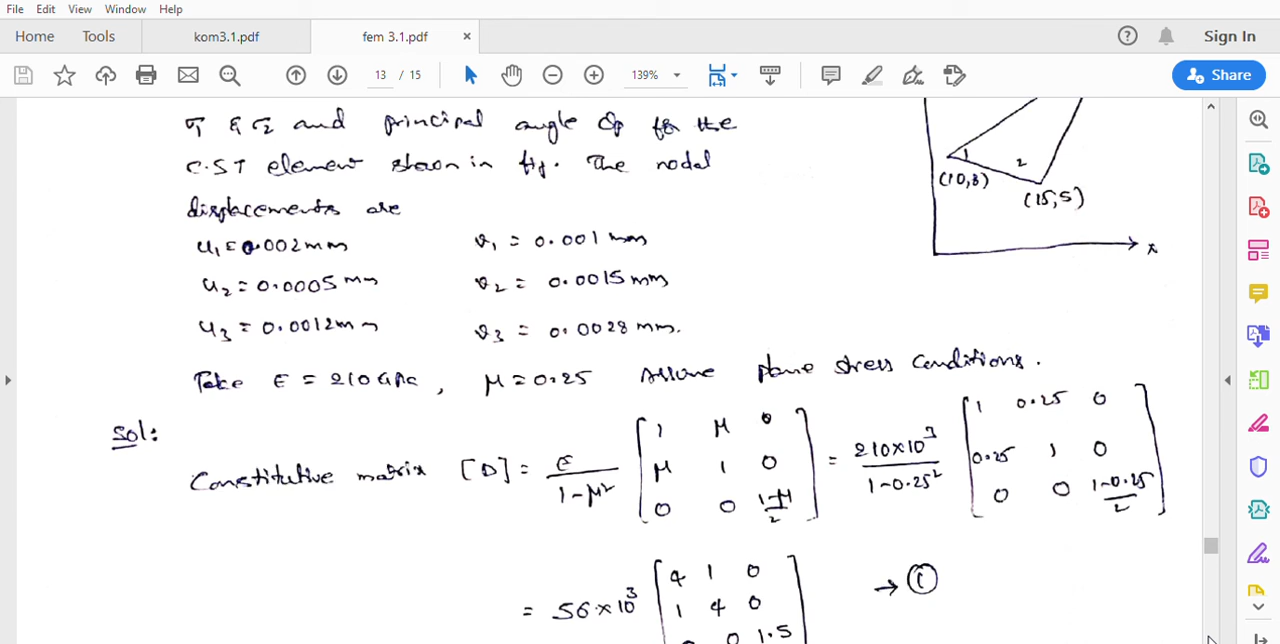 File Edit View Window Help
Home Tools kom3.1.pdf fem 3.1.pdf × Sign In
13 / 15 139% Share
σ1 & σ2 and principal angle θp for the
C.S.T element shown in fig. The nodal
displacements are
u1 = 0.002 mm v1 = 0.001 mm
u2 = 0.0005 mm v2 = 0.0015 mm
u3 = 0.0012 mm v3 = 0.0028 mm.
Take E = 210 GPa, μ = 0.25 Assume plane stress conditions.
1 2
(10,8)
(15,5)
x
Sol:
Constitutive matrix [D] = E/(1-μ²) [1 μ 0; μ 1 0; 0 0 (1-μ)/2] = 210×10³/(1-0.25²) [1 0.25 0; 0.25 1 0; 0 0 (1-0.25)/2]
= 56×10³ [4 1 0; 1 4 0; 0 0 1.5] → ①